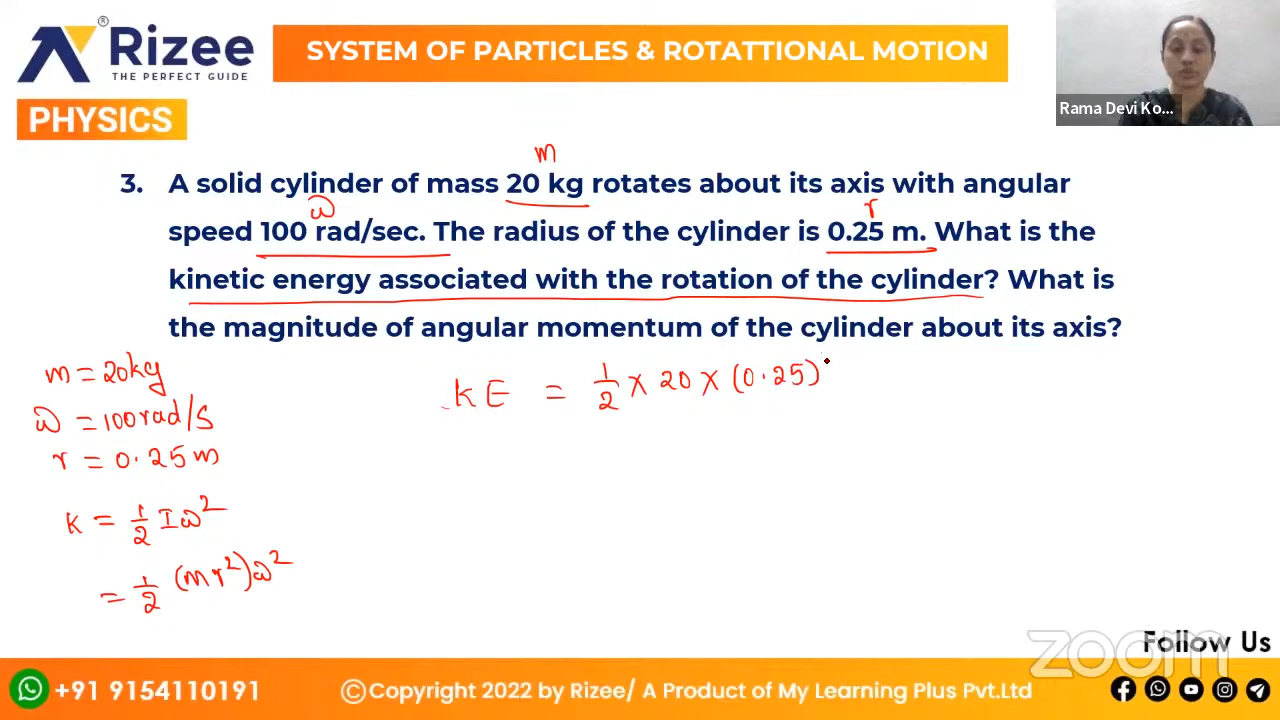 Rizee®
THE PERFECT GUIDE
SYSTEM OF PARTICLES & ROTATTIONAL MOTION
Rama Devi Ko...
PHYSICS
m
3. A solid cylinder of mass 20 kg rotates about its axis with angular
ω r
speed 100 rad/sec. The radius of the cylinder is 0.25 m. What is the
kinetic energy associated with the rotation of the cylinder? What is
the magnitude of angular momentum of the cylinder about its axis?
m = 20kg
KE = 1/2 × 20 × (0.25)
ω = 100rad/s
r = 0.25m
K = 1/2 Iω²
= 1/2 (mr²)ω²
Follow Us
zoom
+91 9154110191
©Copyright 2022 by Rizee/ A Product of My Learning Plus Pvt.Ltd